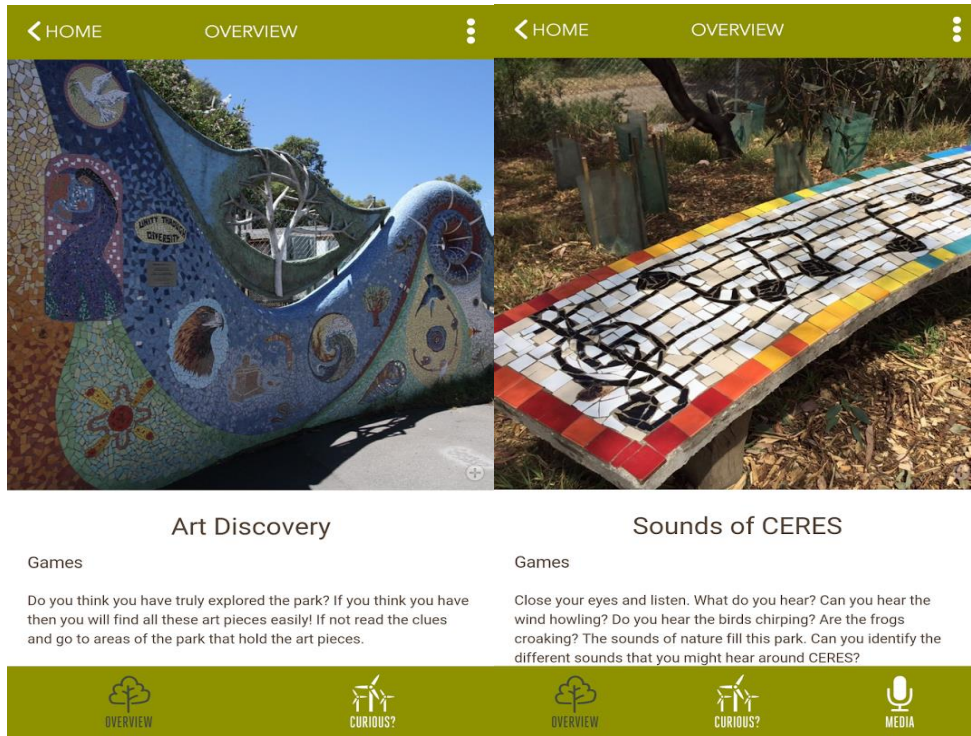 HOME
OVERVIEW
UNITY THROUGH
DIVERSITY
Art Discovery
Games
Do you think you have truly explored the park? If you think you have
then you will find all these art pieces easily! If not read the clues
and go to areas of the park that hold the art pieces.
OVERVIEW
CURIOUS?
HOME
OVERVIEW
Sounds of CERES
Games
Close your eyes and listen. What do you hear? Can you hear the
wind howling? Do you hear the birds chirping? Are the frogs
croaking? The sounds of nature fill this park. Can you identify the
different sounds that you might hear around CERES?
OVERVIEW
CURIOUS?
MEDIA